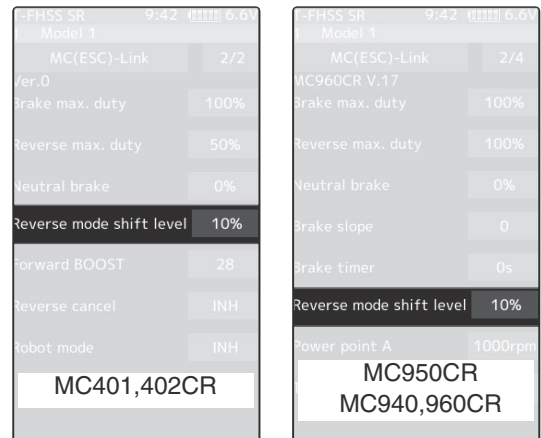 T-FHSS SR 9:42 6.6V
Model 1
MC(ESC)-Link 2/2
Ver.0
Brake max. duty 100%
Reverse max. duty 50%
Neutral brake 0%
Reverse mode shift level 10%
Forward BOOST 28
Reverse cancel INH
Robot mode INH
MC401,402CR
T-FHSS SR 9:42 6.6V
1 Model 1
MC(ESC)-Link 2/4
MC960CR V.17
Brake max. duty 100%
Reverse max. duty 100%
Neutral brake 0%
Brake slope 0
Brake timer 0s
Reverse mode shift level 10%
Power point A 1000rpm
MC950CR
MC940,960CR